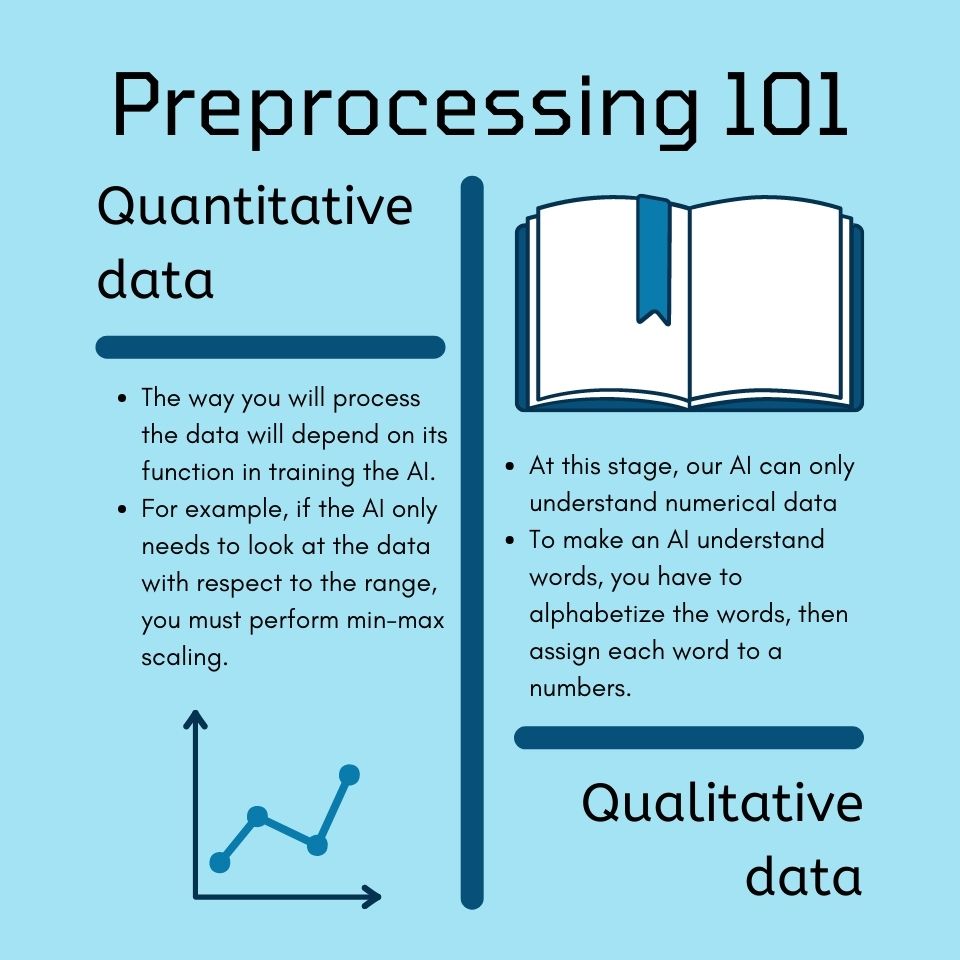 Preprocessing 101
Quantitative
data
• The way you will process
the data will depend on its
function in training the AI.
• For example, if the AI only
needs to look at the data
with respect to the range,
you must perform min-max
scaling.
• At this stage, our AI can only
understand numerical data
• To make an AI understand
words, you have to
alphabetize the words, then
assign each word to a
numbers.
Qualitative
data